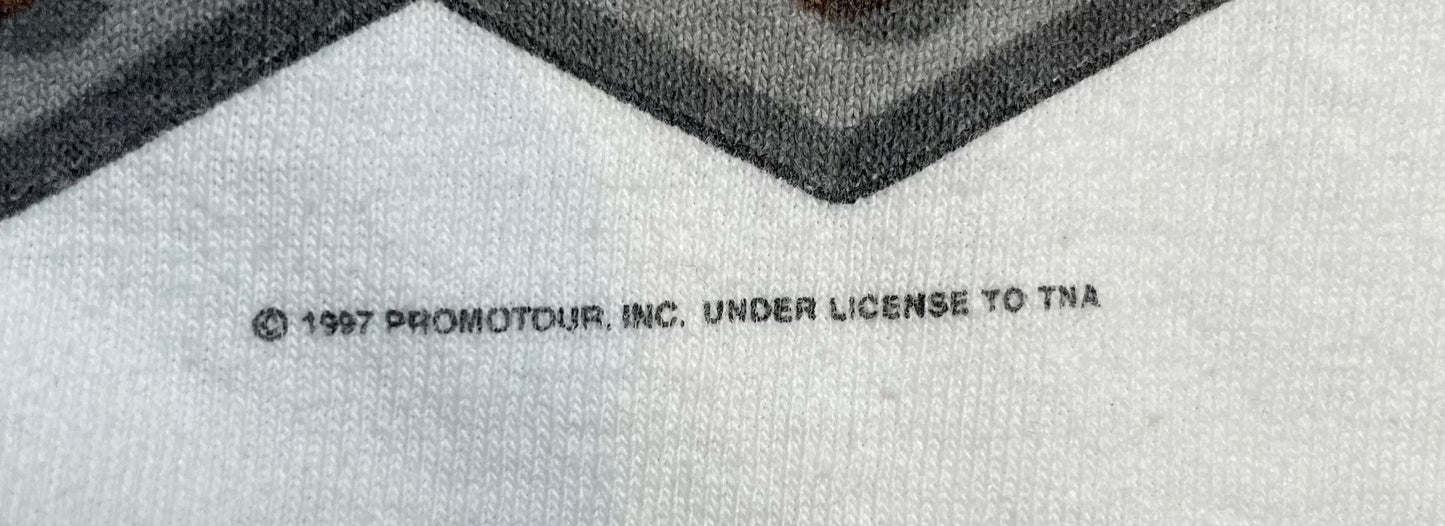 © 1997 PROMOTOUR, INC. UNDER LICENSE TO TNA